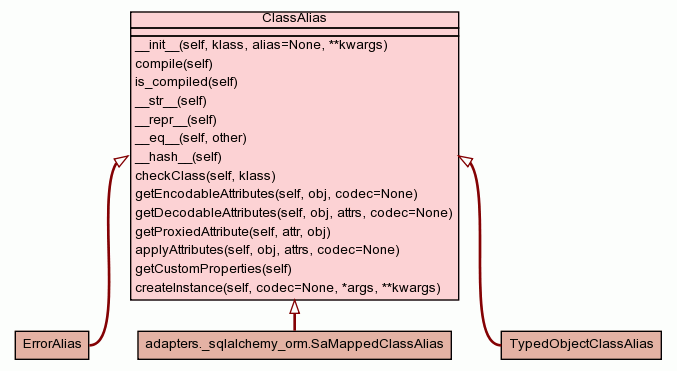 ClassAlias
__init__(self, klass, alias=None, **kwargs)
compile(self)
is_compiled(self)
__str__(self)
__repr__(self)
__eq__(self, other)
__hash__(self)
checkClass(self, klass)
getEncodableAttributes(self, obj, codec=None)
getDecodableAttributes(self, obj, attrs, codec=None)
getProxiedAttribute(self, attr, obj)
applyAttributes(self, obj, attrs, codec=None)
getCustomProperties(self)
createInstance(self, codec=None, *args, **kwargs)
ErrorAlias
adapters._sqlalchemy_orm.SaMappedClassAlias
TypedObjectClassAlias